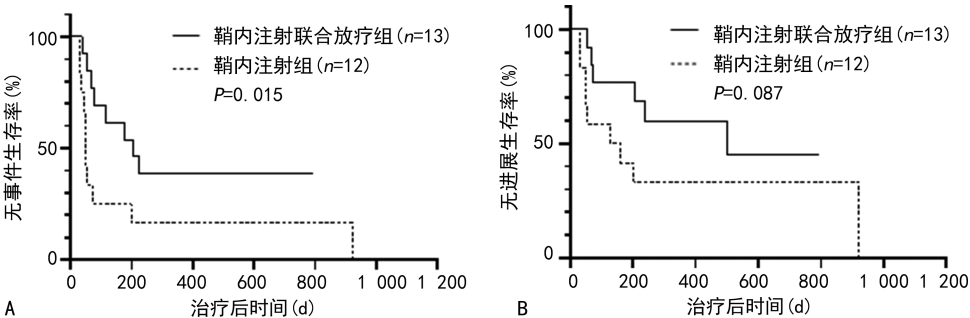 鞘内注射联合放疗组(n=13)
鞘内注射组(n=12)
P=0.015
无事件生存率(%)
100
50
0
0 200 400 600 800 1 000 1 200
治疗后时间(d)
A
鞘内注射联合放疗组(n=13)
鞘内注射组(n=12)
P=0.087
无进展生存率(%)
100
50
0
0 200 400 600 800 1 000 1 200
治疗后时间(d)
B